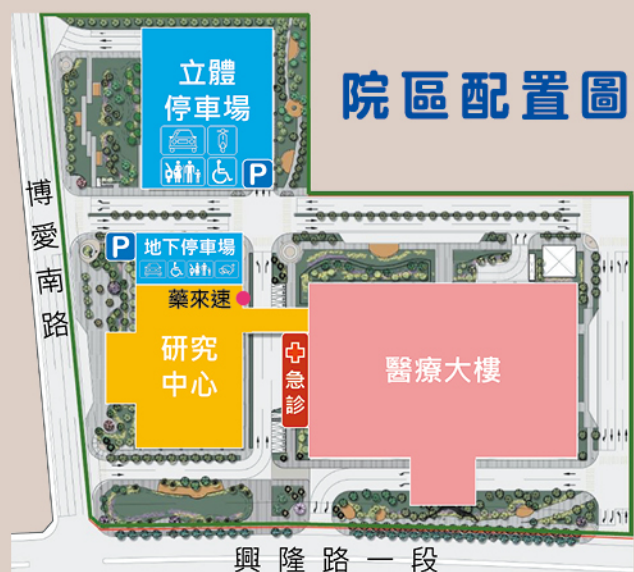 院區配置圖
立體
停車場
P
博愛南路
P 地下停車場
藥來速
研究
中心
急診
醫療大樓
興隆路一段